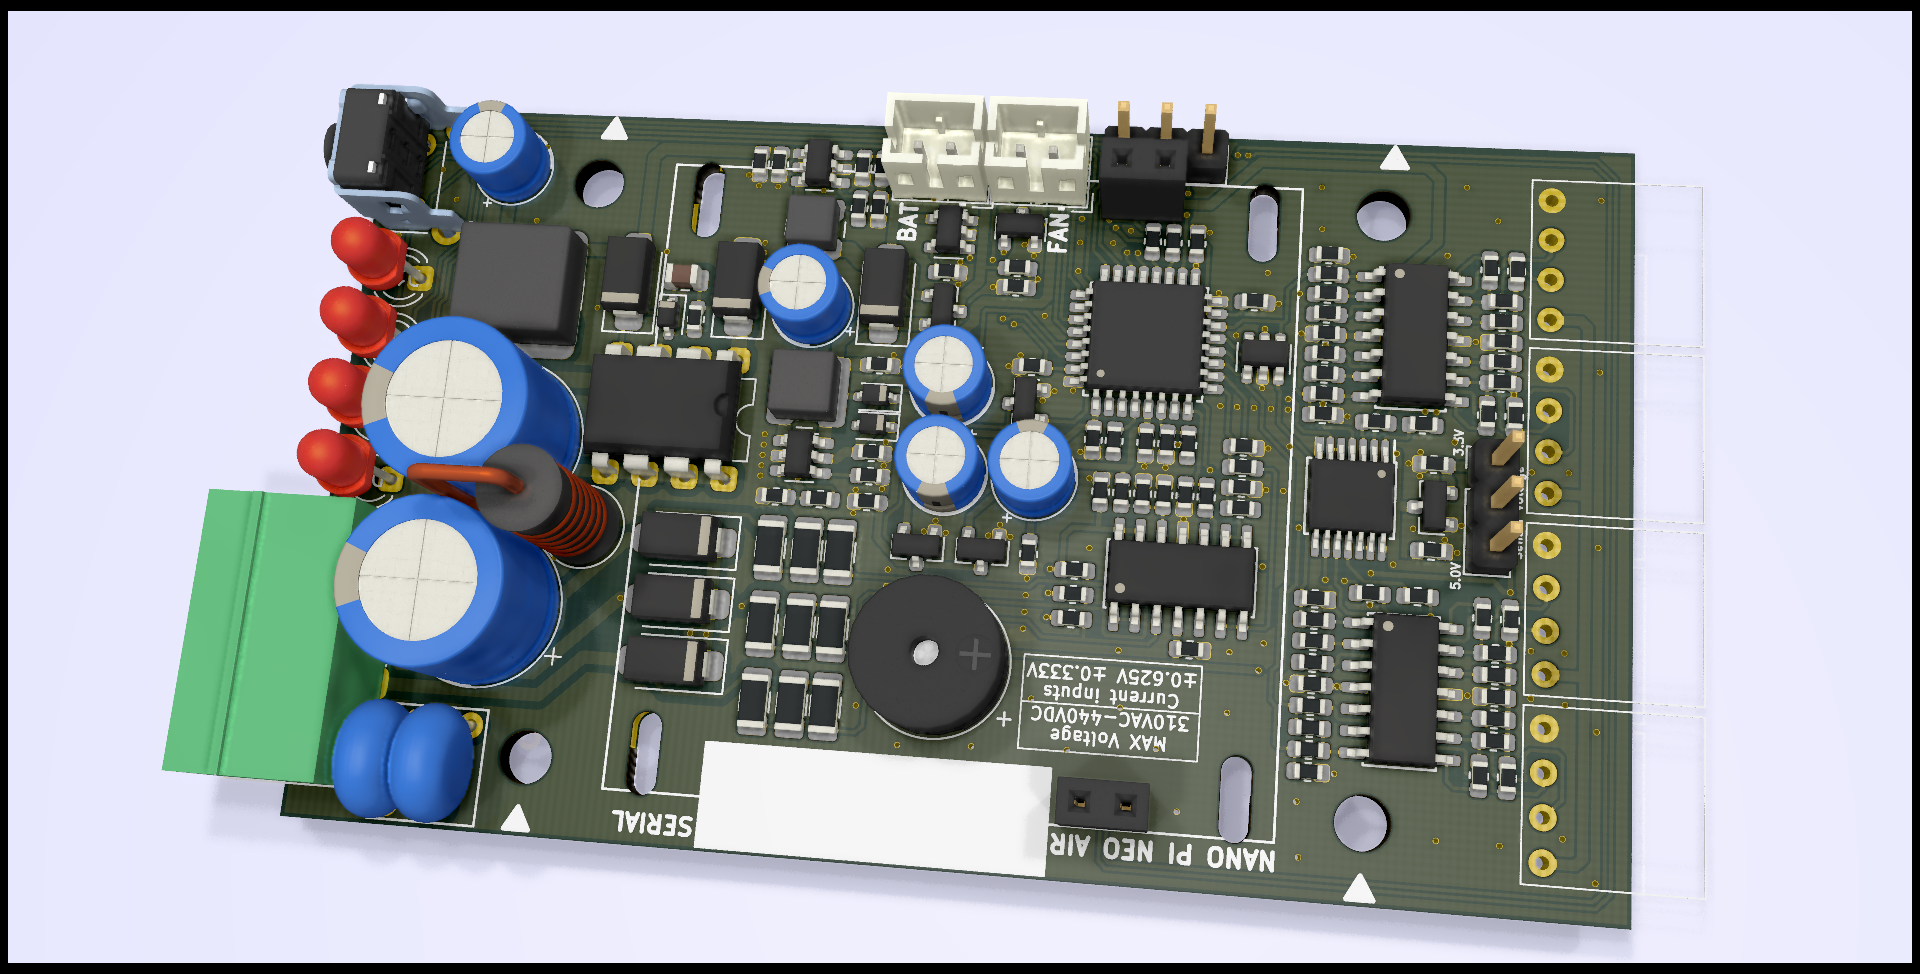 BAT
FAN
3.3V
5.0V
MAX Voltage
310VAC-440VDC
Current inputs
±0.625V ±0.333V
SERIAL
NANO PI NEO AIR